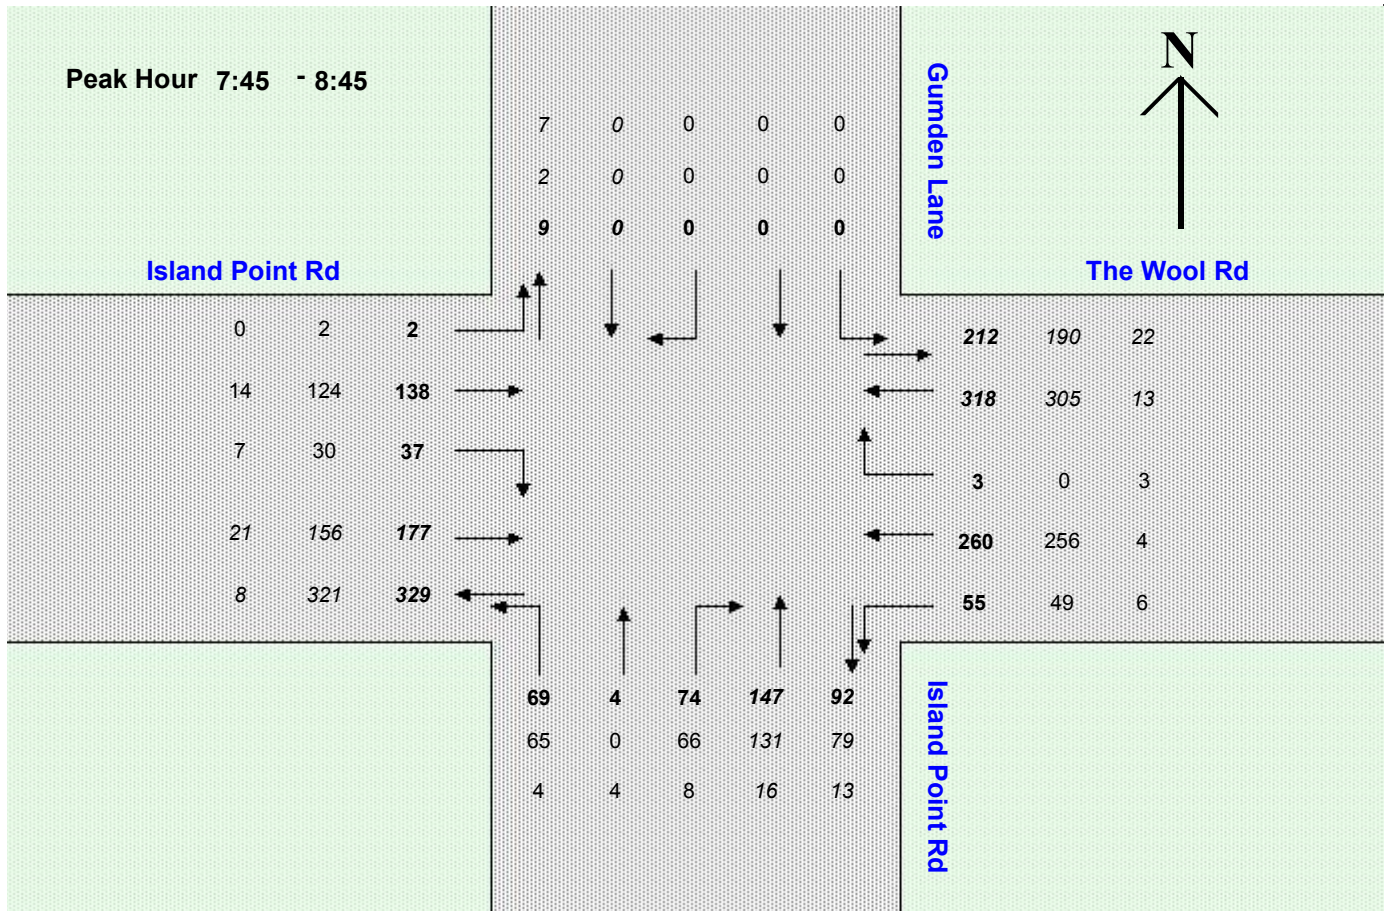 N
Peak Hour 7:45 - 8:45
Gumden Lane
7 0 0 0 0
2 0 0 0 0
9 0 0 0 0
Island Point Rd
The Wool Rd
0 2 2
14 124 138
7 30 37
21 156 177
8 321 329
212 190 22
318 305 13
3 0 3
260 256 4
55 49 6
69 4 74 147 92
65 0 66 131 79
4 4 8 16 13
Island Point Rd